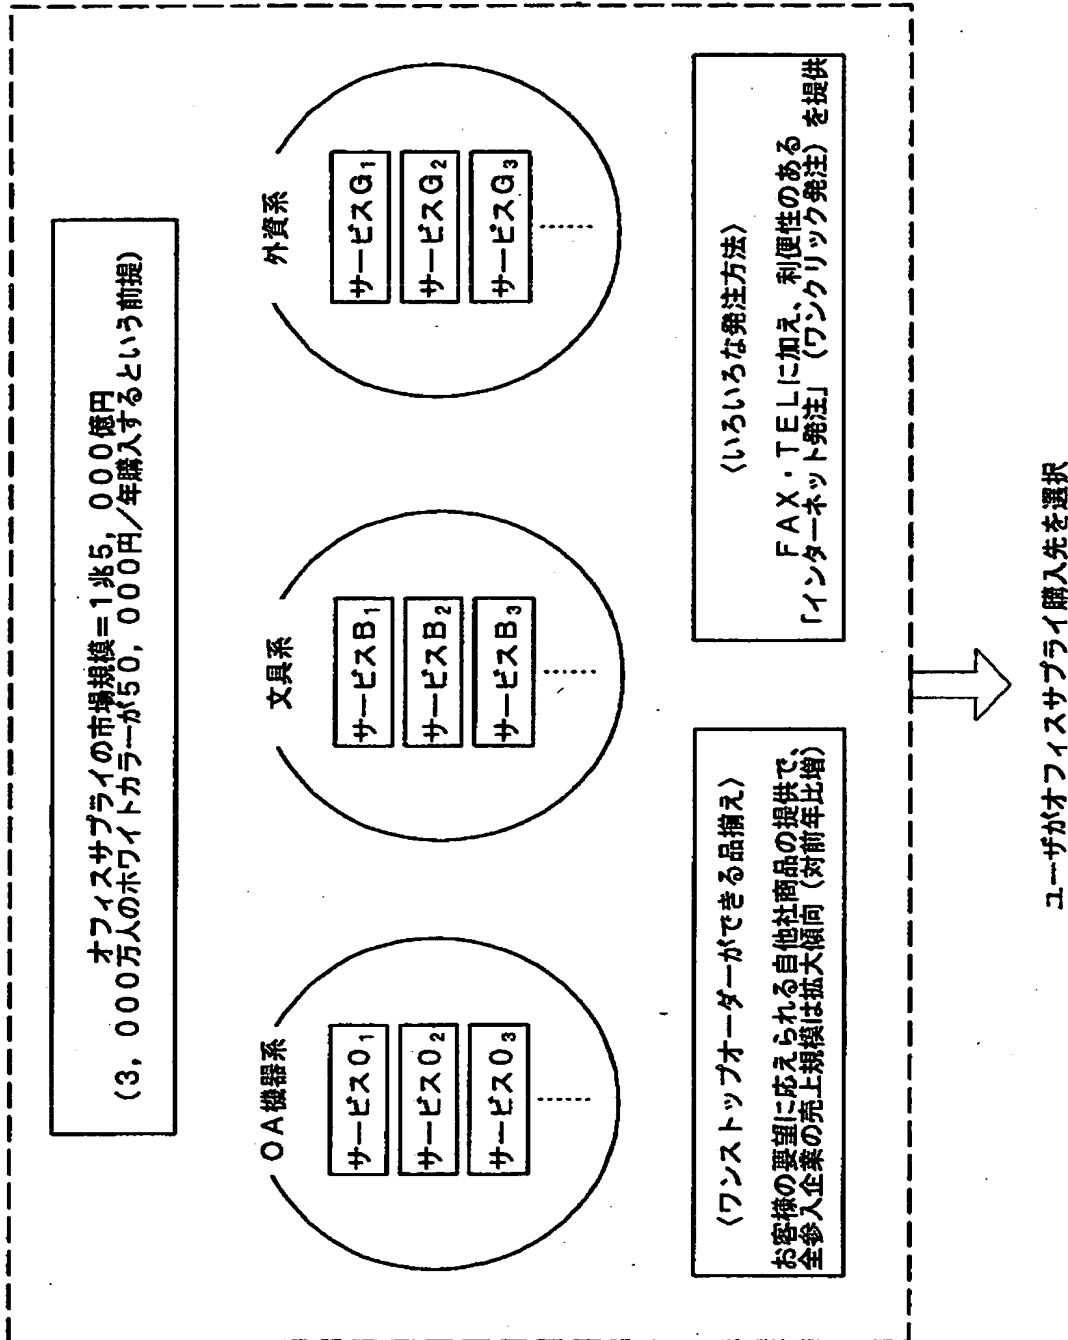 オフィスサプライの市場規模＝1兆5，000億円
（3，000万人のホワイトカラーが50，000円／年購入するという前提）
OA機器系
サービスO1
サービスO2
サービスO3
文具系
サービスB1
サービスB2
サービスB3
外資系
サービスG1
サービスG2
サービスG3
〈ワンストップオーダーができる品揃え〉
お客様の要望に応えられる自他社商品の提供で、
全参入企業の売上規模は拡大傾向（対前年比増）
〈いろいろな発注方法〉
FAX・TELに加え、利便性のある
「インターネット発注」（ワンクリック発注）を提供
ユーザがオフィスサプライ購入先を選択